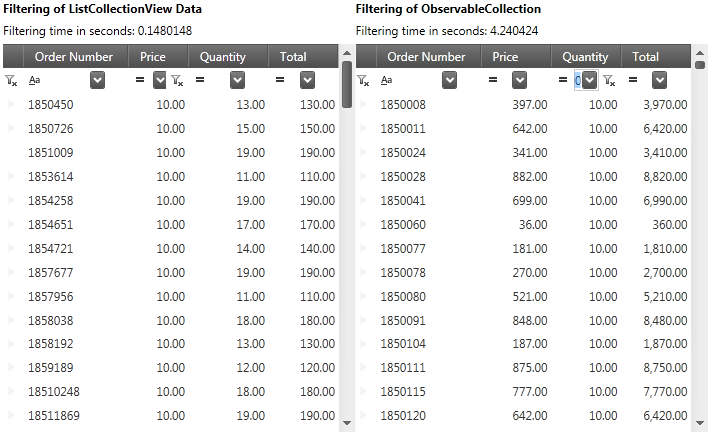 Filtering of ListCollectionView Data
Filtering time in seconds: 0.1480148
Order Number Price Quantity Total
Aa = = =
1850450 10.00 13.00 130.00
1850726 10.00 15.00 150.00
1851009 10.00 19.00 190.00
1853614 10.00 11.00 110.00
1854258 10.00 19.00 190.00
1854651 10.00 17.00 170.00
1854721 10.00 14.00 140.00
1857677 10.00 19.00 190.00
1857956 10.00 11.00 110.00
1858038 10.00 18.00 180.00
1858192 10.00 13.00 130.00
1859189 10.00 12.00 120.00
18510248 10.00 18.00 180.00
18511869 10.00 19.00 190.00
Filtering of ObservableCollection
Filtering time in seconds: 4.240424
Order Number Price Quantity Total
Aa = = 0 =
1850008 397.00 10.00 3,970.00
1850011 642.00 10.00 6,420.00
1850024 341.00 10.00 3,410.00
1850028 882.00 10.00 8,820.00
1850041 699.00 10.00 6,990.00
1850060 36.00 10.00 360.00
1850077 181.00 10.00 1,810.00
1850078 270.00 10.00 2,700.00
1850080 521.00 10.00 5,210.00
1850091 848.00 10.00 8,480.00
1850104 187.00 10.00 1,870.00
1850111 875.00 10.00 8,750.00
1850115 777.00 10.00 7,770.00
1850120 642.00 10.00 6,420.00